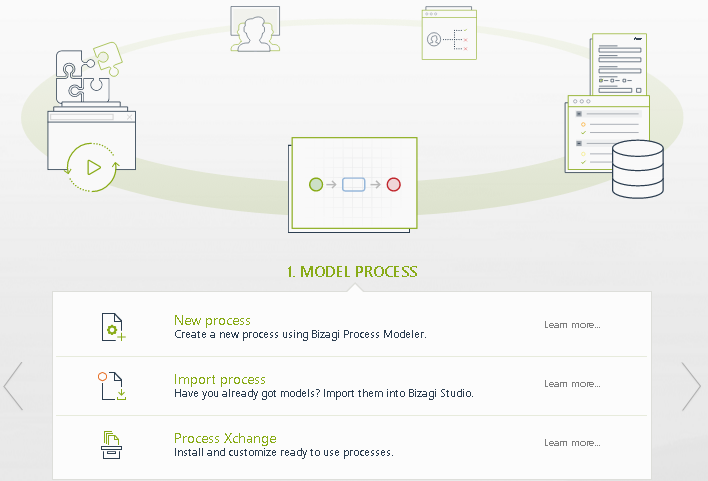 1. MODEL PROCESS
New process
Create a new process using Bizagi Process Modeler.
Learn more...
Import process
Have you already got models? Import them into Bizagi Studio.
Learn more...
Process Xchange
Install and customize ready to use processes.
Learn more...